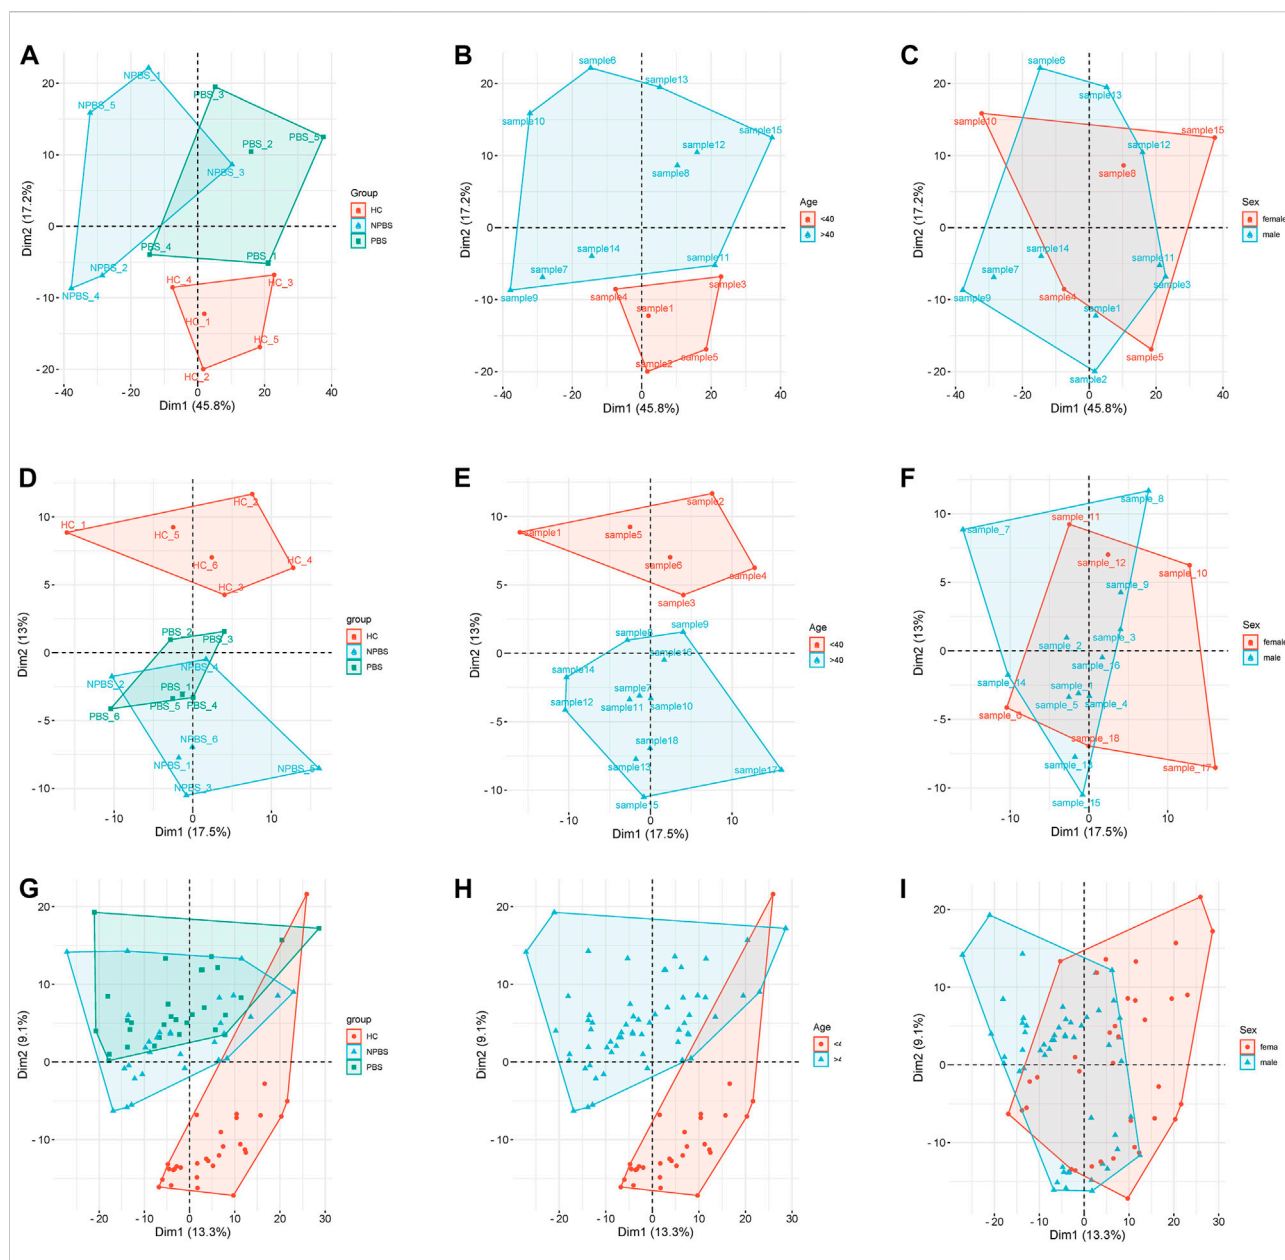 A
20
10
0
-10
-20
-40
-20
0
20
40
Dim2 (17.2%)
Dim1 (45.8%)
NPBS_1
NPBS_5
PBS_3
PBS_5
PBS_2
NPBS_3
PBS_4
PBS_1
NPBS_2
NPBS_4
HC_4
HC_3
HC_1
HC_5
HC_2
Group
HC
NPBS
PBS
B
20
10
0
-10
-20
-40
-20
0
20
40
Dim2 (17.2%)
Dim1 (45.8%)
sample6
sample13
sample10
sample15
sample12
sample8
sample14
sample11
sample7
sample9
sample4
sample3
sample1
sample5
sample2
Age
<40
>40
C
20
10
0
-10
-20
-40
-20
0
20
40
Dim2 (17.2%)
Dim1 (45.8%)
sample6
sample13
sample10
sample15
sample12
sample8
sample14
sample11
sample7
sample3
sample9
sample4
sample1
sample5
sample2
Sex
female
male
D
10
5
0
-5
-10
-10
0
10
Dim2 (13%)
Dim1 (17.5%)
HC_2
HC_1
HC_5
HC_6
HC_4
HC_3
PBS_2
PBS_3
NPBS_4
NPBS_2
PBS_1
PBS_5
PBS_4
PBS_6
NPBS_6
NPBS_1
NPBS_5
NPBS_3
group
HC
NPBS
PBS
E
10
5
0
-5
-10
-10
0
10
Dim2 (13%)
Dim1 (17.5%)
sample2
sample1
sample5
sample6
sample4
sample3
sample9
sample16
sample14
sample7
sample12
sample11
sample10
sample18
sample13
sample17
sample15
Age
<40
>40
F
10
5
0
-5
-10
-10
0
10
Dim2 (13%)
Dim1 (17.5%)
sample_8
sample_11
sample_7
sample_12
sample_10
sample_9
sample_3
sample_2
sample_16
sample_14
sample_5
sample_4
sample_6
sample_18
sample_17
sample_15
Sex
female
male
G
20
10
0
-10
-20
-10
0
10
20
30
Dim2 (9.1%)
Dim1 (13.3%)
group
HC
NPBS
PBS
H
20
10
0
-10
-20
-10
0
10
20
30
Dim2 (9.1%)
Dim1 (13.3%)
Age
<4
>4
I
20
10
0
-10
-20
-10
0
10
20
30
Dim2 (9.1%)
Dim1 (13.3%)
Sex
fema
male